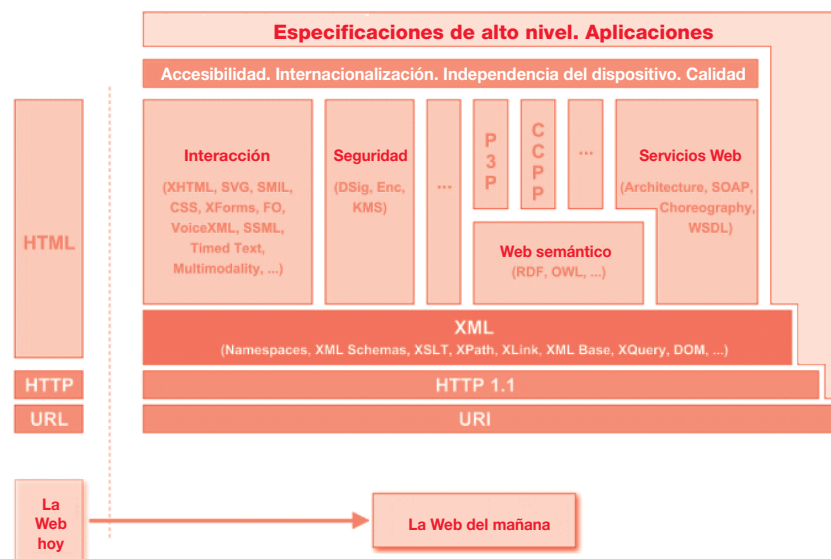 Especificaciones de alto nivel. Aplicaciones
Accesibilidad. Internacionalización. Independencia del dispositivo. Calidad
HTML
HTTP
URL
Interacción
(XHTML, SVG, SMIL,
CSS, XForms, FO,
VoiceXML, SSML,
Timed Text,
Multimodality, ...)
Seguridad
(DSig, Enc,
KMS)
...
P3P
CCPP
...
Servicios Web
(Architecture, SOAP,
Choreography,
WSDL)
Web semántico
(RDF, OWL, ...)
XML
(Namespaces, XML Schemas, XSLT, XPath, XLink, XML Base, XQuery, DOM, ...)
HTTP 1.1
URI
La
Web
hoy
La Web del mañana